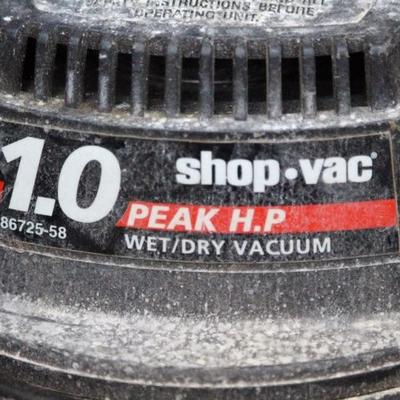 INSTRUCTIONS BEFORE
OPERATING UNIT.
1.0
shop·vac®
PEAK H.P
86725-58
WET/DRY VACUUM